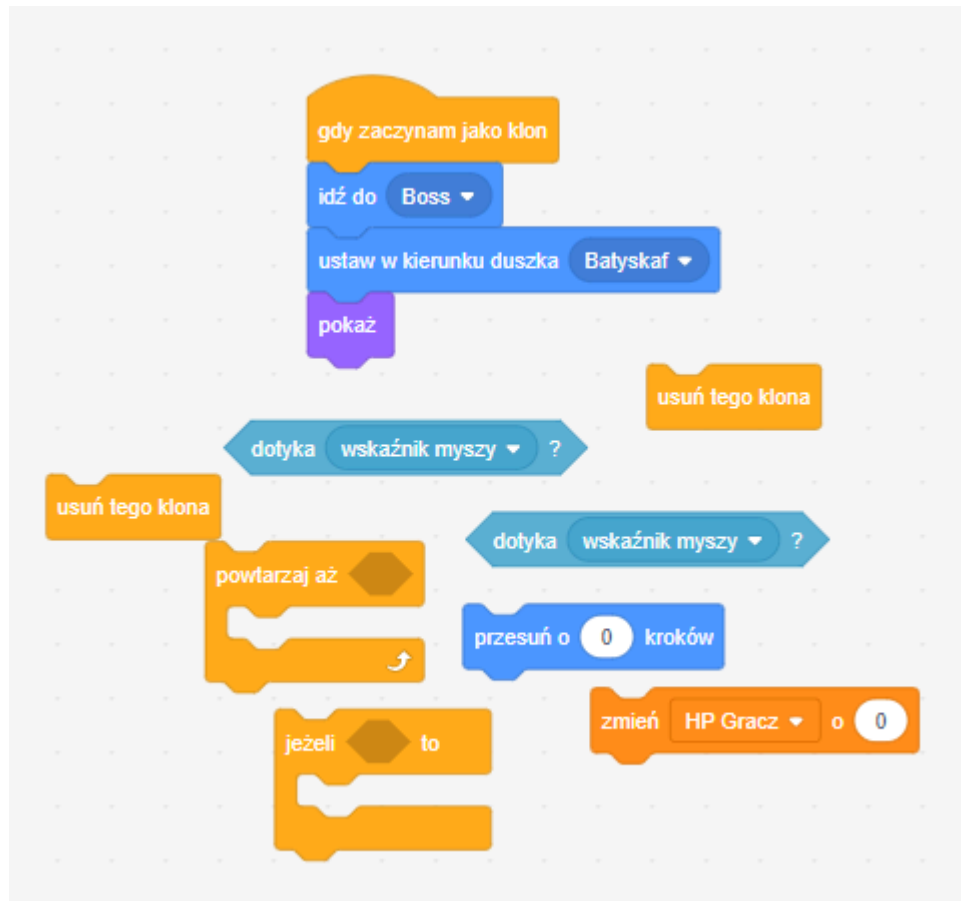 gdy zaczynam jako klon
idź do Boss
ustaw w kierunku duszka Batyskaf
pokaż
usuń tego klona
dotyka wskaźnik myszy ?
usuń tego klona
dotyka wskaźnik myszy ?
powtarzaj aż
przesuń o 0 kroków
zmień HP Gracz o 0
jeżeli to